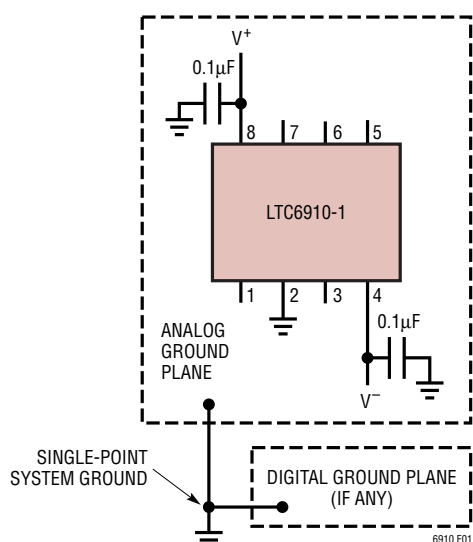 V+
0.1µF
8 7 6 5
LTC6910-1
1 2 3 4
0.1µF
ANALOG
GROUND
PLANE
V−
SINGLE-POINT
SYSTEM GROUND
DIGITAL GROUND PLANE
(IF ANY)
6910 F01